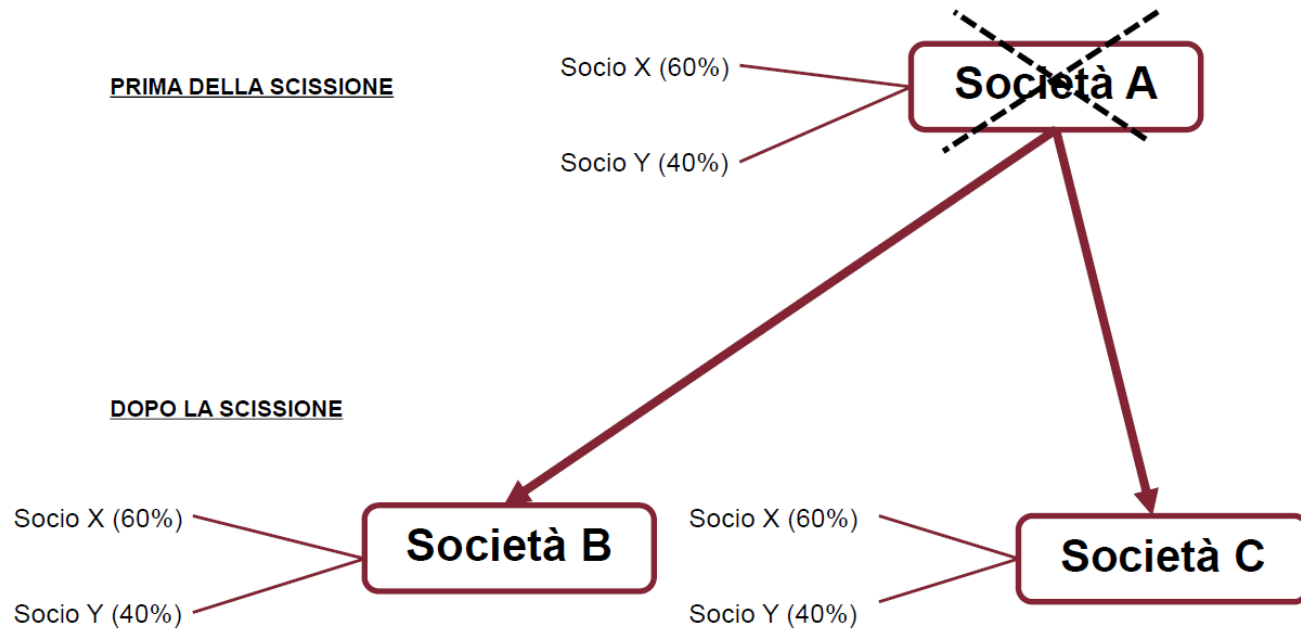 Socio X (60%)
PRIMA DELLA SCISSIONE
Società A
Socio Y (40%)
DOPO LA SCISSIONE
Socio X (60%)
Società B
Socio Y (40%)
Socio X (60%)
Società C
Socio Y (40%)